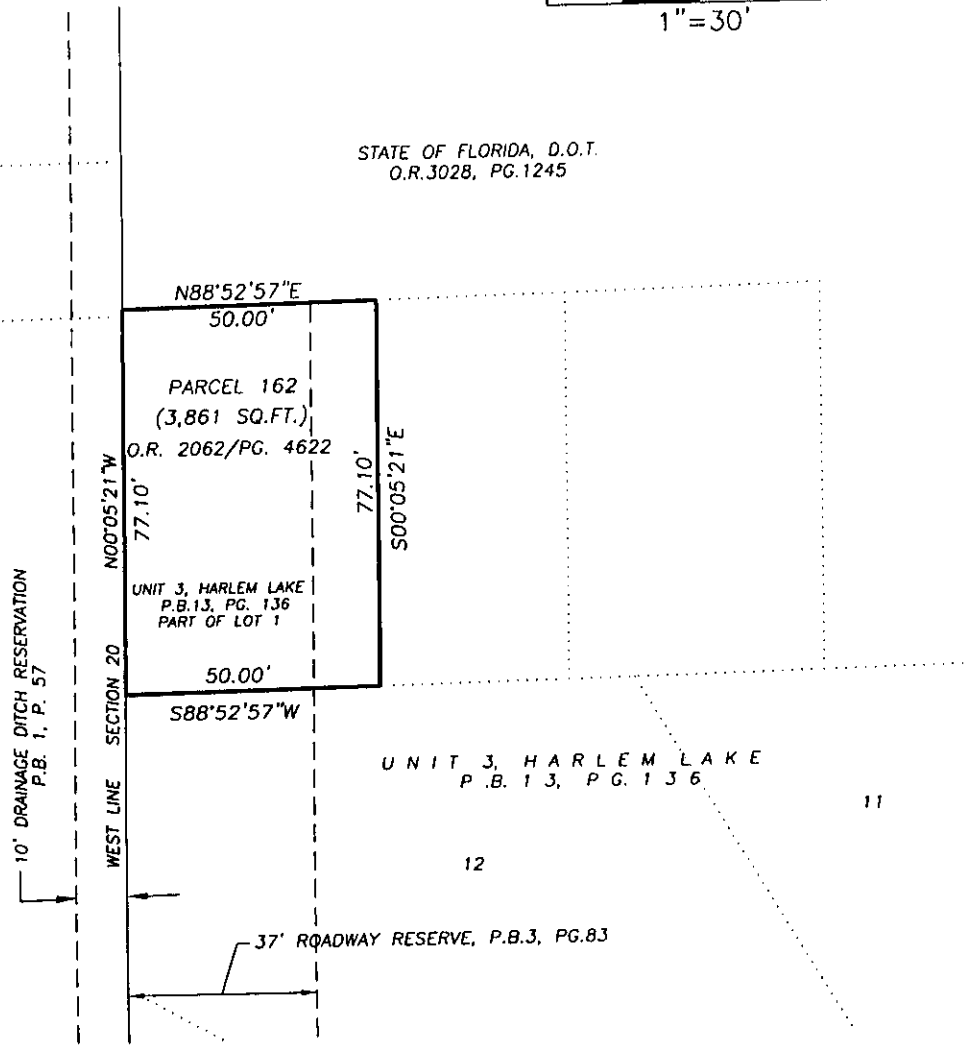 1"=30'
STATE OF FLORIDA, D.O.T.
O.R.3028, PG.1245
N88°52'57"E
50.00'
PARCEL 162
(3,861 SQ.FT.)
O.R. 2062/PG. 4622
N00°05'21"W
77.10'
77.10'
S00°05'21"E
UNIT 3, HARLEM LAKE
P.B.13, PG. 136
PART OF LOT 1
50.00'
S88°52'57"W
10' DRAINAGE DITCH RESERVATION
P.B. 1, P. 57
WEST LINE SECTION 20
UNIT 3, HARLEM LAKE
P.B. 13, PG. 136
11
12
37' ROADWAY RESERVE, P.B.3, PG.83